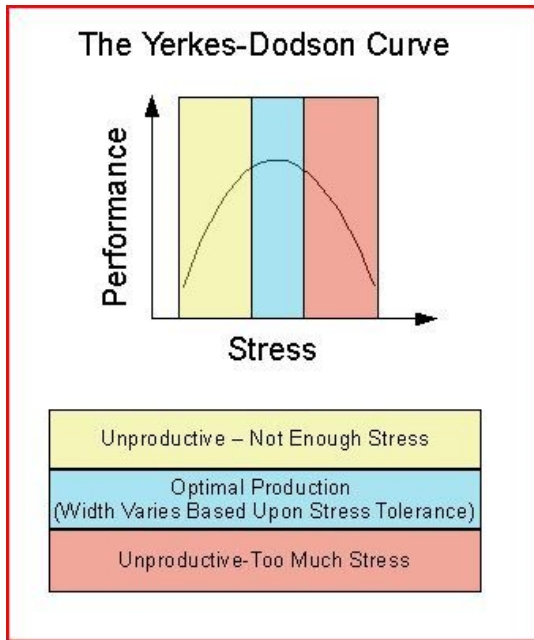 The Yerkes-Dodson Curve
Performance
Stress
Unproductive – Not Enough Stress
Optimal Production
(Width Varies Based Upon Stress Tolerance)
Unproductive-Too Much Stress